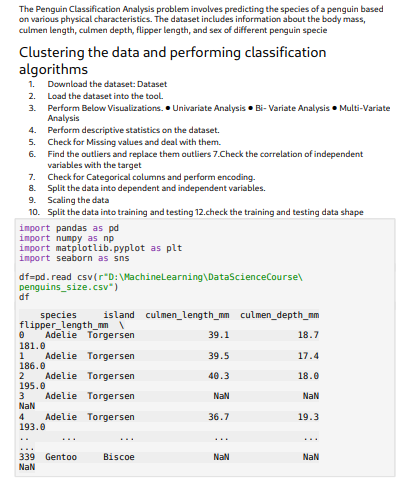 The Penguin Classification Analysis problem involves predicting the species of a penguin based
on various physical characteristics. The dataset includes information about the body mass,
culmen length, culmen depth, flipper length, and sex of different penguin specie
Clustering the data and performing classification
algorithms
1. Download the dataset: Dataset
2. Load the dataset into the tool.
3. Perform Below Visualizations. ● Univariate Analysis ● Bi- Variate Analysis ● Multi-Variate
Analysis
4. Perform descriptive statistics on the dataset.
5. Check for Missing values and deal with them.
6. Find the outliers and replace them outliers 7.Check the correlation of independent
variables with the target
7. Check for Categorical columns and perform encoding.
8. Split the data into dependent and independent variables.
9. Scaling the data
10. Split the data into training and testing 12.check the training and testing data shape
import pandas as pd
import numpy as np
import matplotlib.pyplot as plt
import seaborn as sns
df=pd.read_csv(r"D:\MachineLearning\DataScienceCourse\
penguins_size.csv")
df
species island culmen_length_mm culmen_depth_mm
flipper_length_mm \
0 Adelie Torgersen 39.1 18.7
181.0
1 Adelie Torgersen 39.5 17.4
186.0
2 Adelie Torgersen 40.3 18.0
195.0
3 Adelie Torgersen NaN NaN
NaN
4 Adelie Torgersen 36.7 19.3
193.0
.. ... ... ... ...
...
339 Gentoo Biscoe NaN NaN
NaN